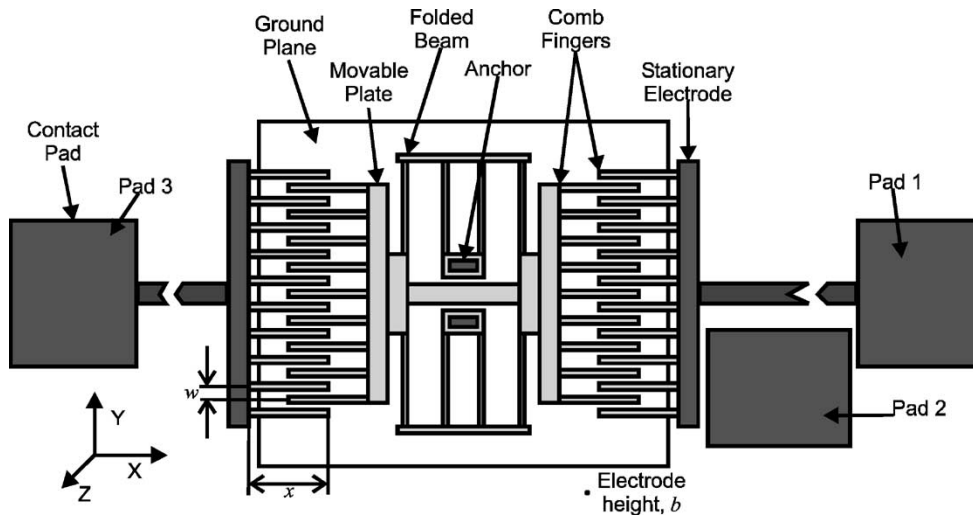 Ground
Plane
Folded
Beam
Comb
Fingers
Movable
Plate
Anchor
Stationary
Electrode
Contact
Pad
Pad 3
Pad 1
w
Pad 2
Y
X
Z
x
Electrode
height, b